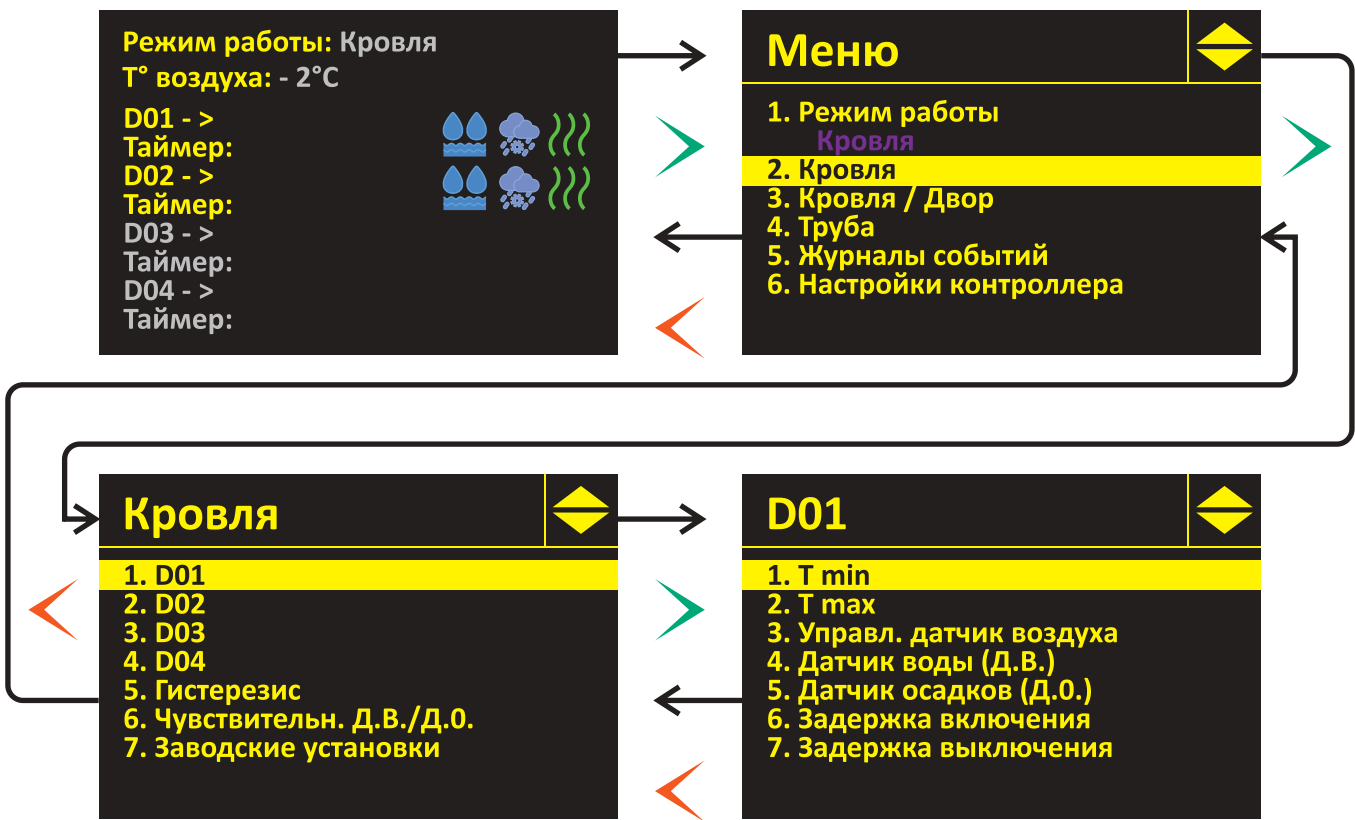 Режим работы: Кровля
T° воздуха: - 2°C
D01 - >
Таймер:
D02 - >
Таймер:
D03 - >
Таймер:
D04 - >
Таймер:
Меню
1. Режим работы
Кровля
2. Кровля
3. Кровля / Двор
4. Труба
5. Журналы событий
6. Настройки контроллера
Кровля
1. D01
2. D02
3. D03
4. D04
5. Гистерезис
6. Чувствительн. Д.В./Д.О.
7. Заводские установки
D01
1. T min
2. T max
3. Управл. датчик воздуха
4. Датчик воды (Д.В.)
5. Датчик осадков (Д.О.)
6. Задержка включения
7. Задержка выключения